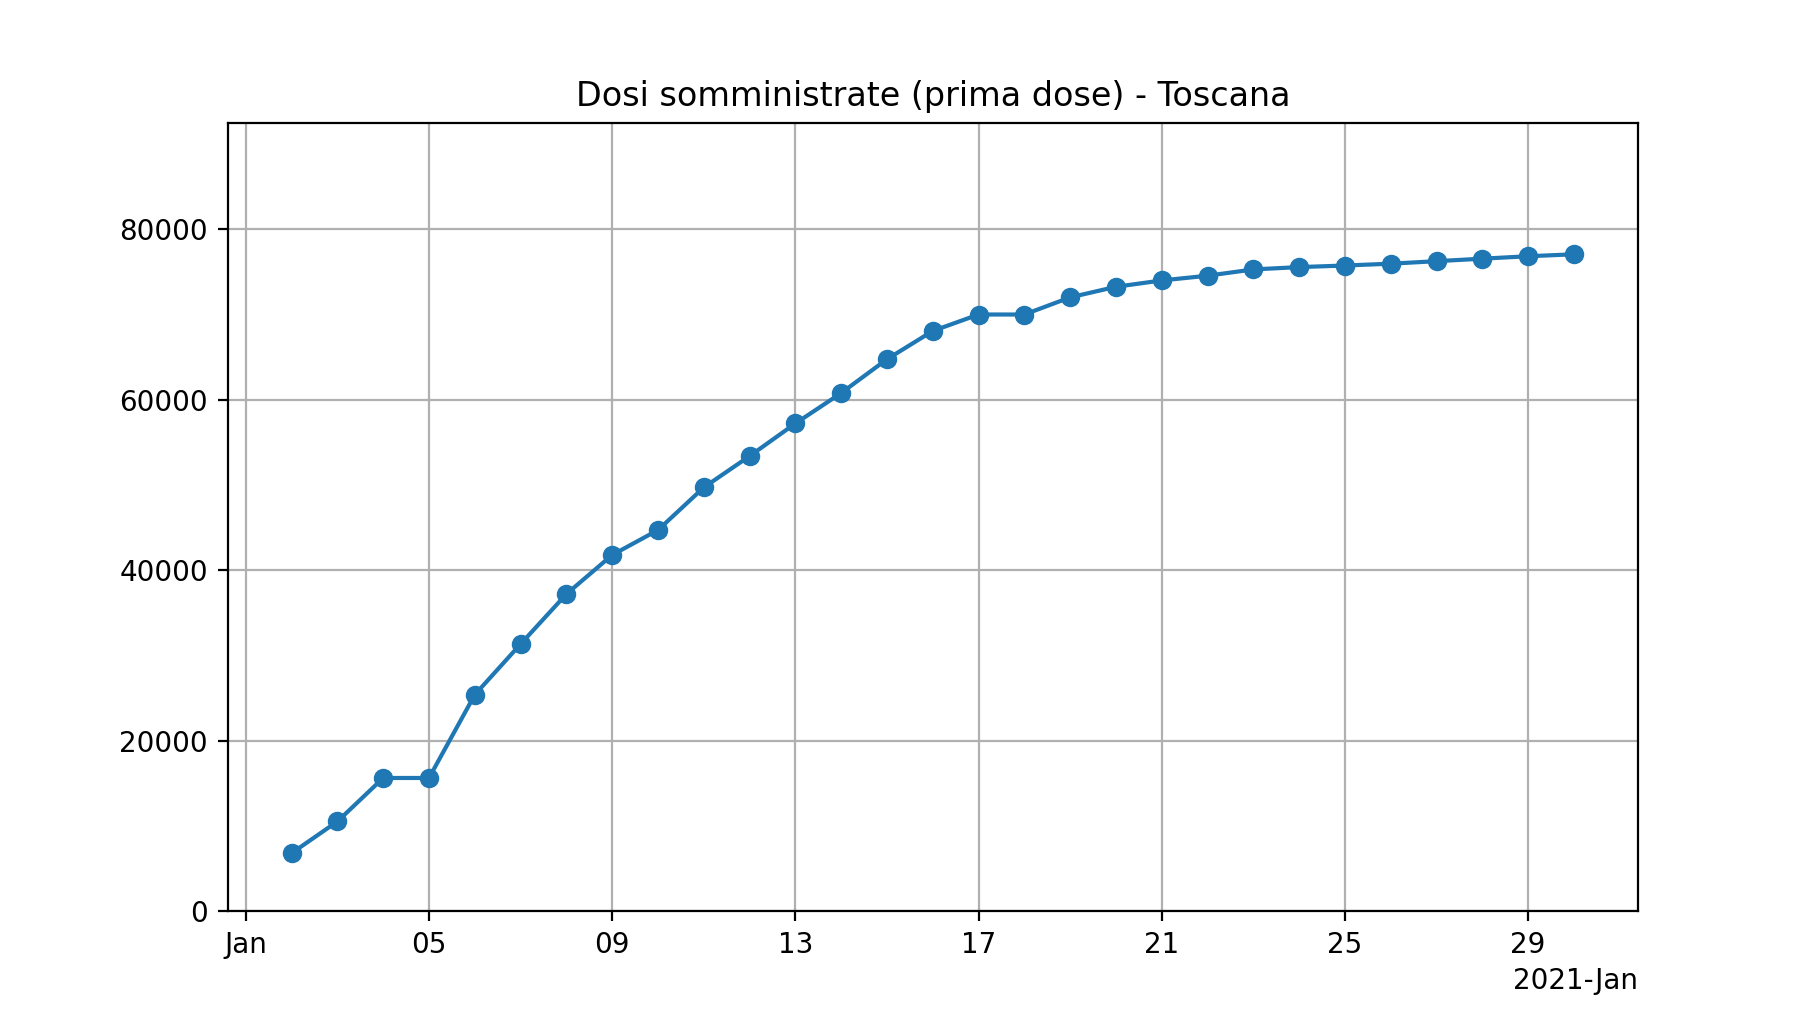 Dosi somministrate (prima dose) - Toscana
80000
60000
40000
20000
0
Jan 05 09 13 17 21 25 29
2021-Jan